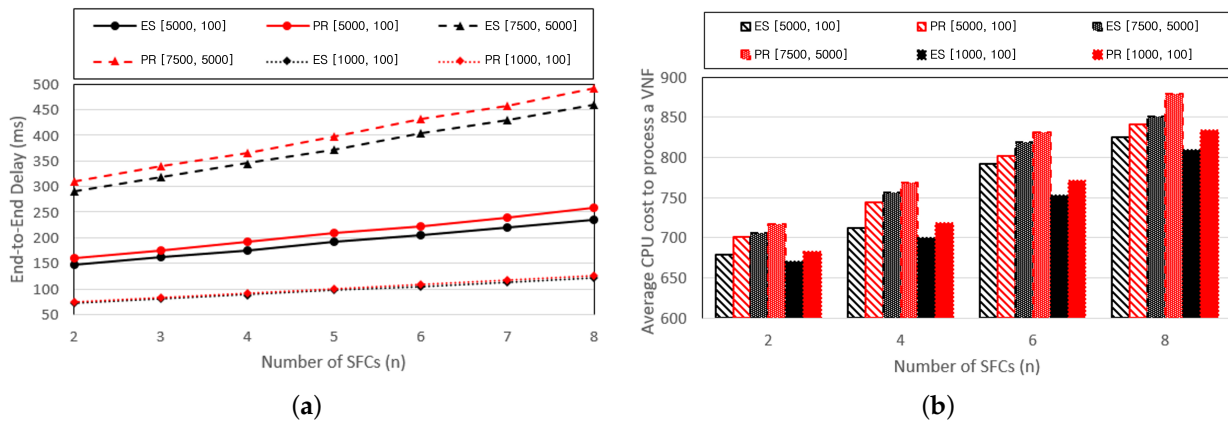 ES [5000, 100] PR [5000, 100] ES [7500, 5000]
PR [7500, 5000] ES [1000, 100] PR [1000, 100]
End-to-End Delay (ms)
500
450
400
350
300
250
200
150
100
50
2 3 4 5 6 7 8
Number of SFCs (n)
(a)
ES [5000, 100] PR [5000, 100] ES [7500, 5000]
PR [7500, 5000] ES [1000, 100] PR [1000, 100]
Average CPU cost to process a VNF
900
850
800
750
700
650
600
2 4 6 8
Number of SFCs (n)
(b)